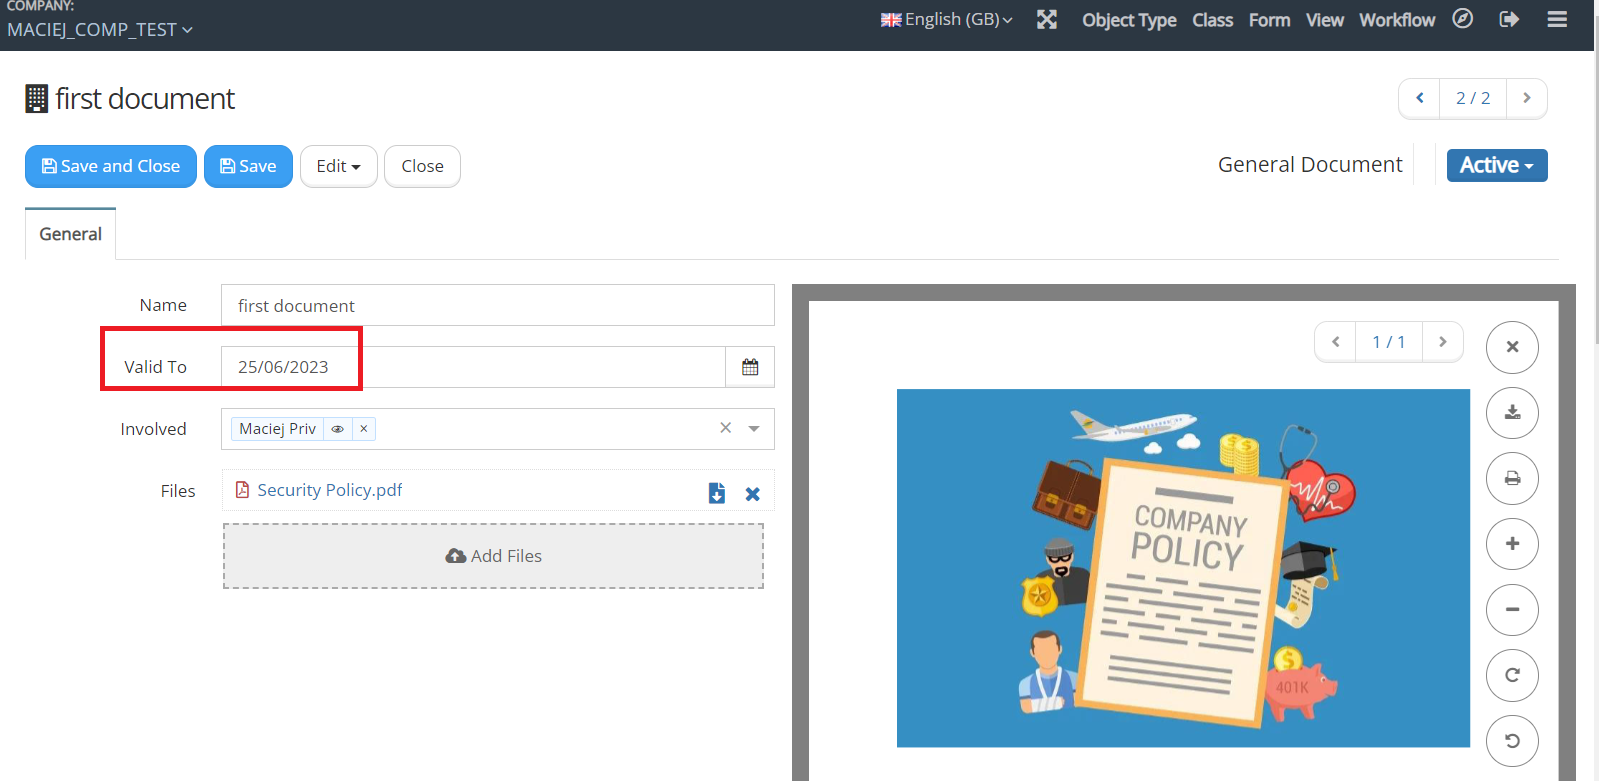 COMPANY:
MACIEJ_COMP_TEST
English (GB)
Object Type Class Form View Workflow
first document
2 / 2
Save and Close Save Edit Close
General Document
Active
General
Name first document
Valid To 25/06/2023
Involved Maciej Priv
Files Security Policy.pdf
Add Files
1 / 1
COMPANY
POLICY
401K